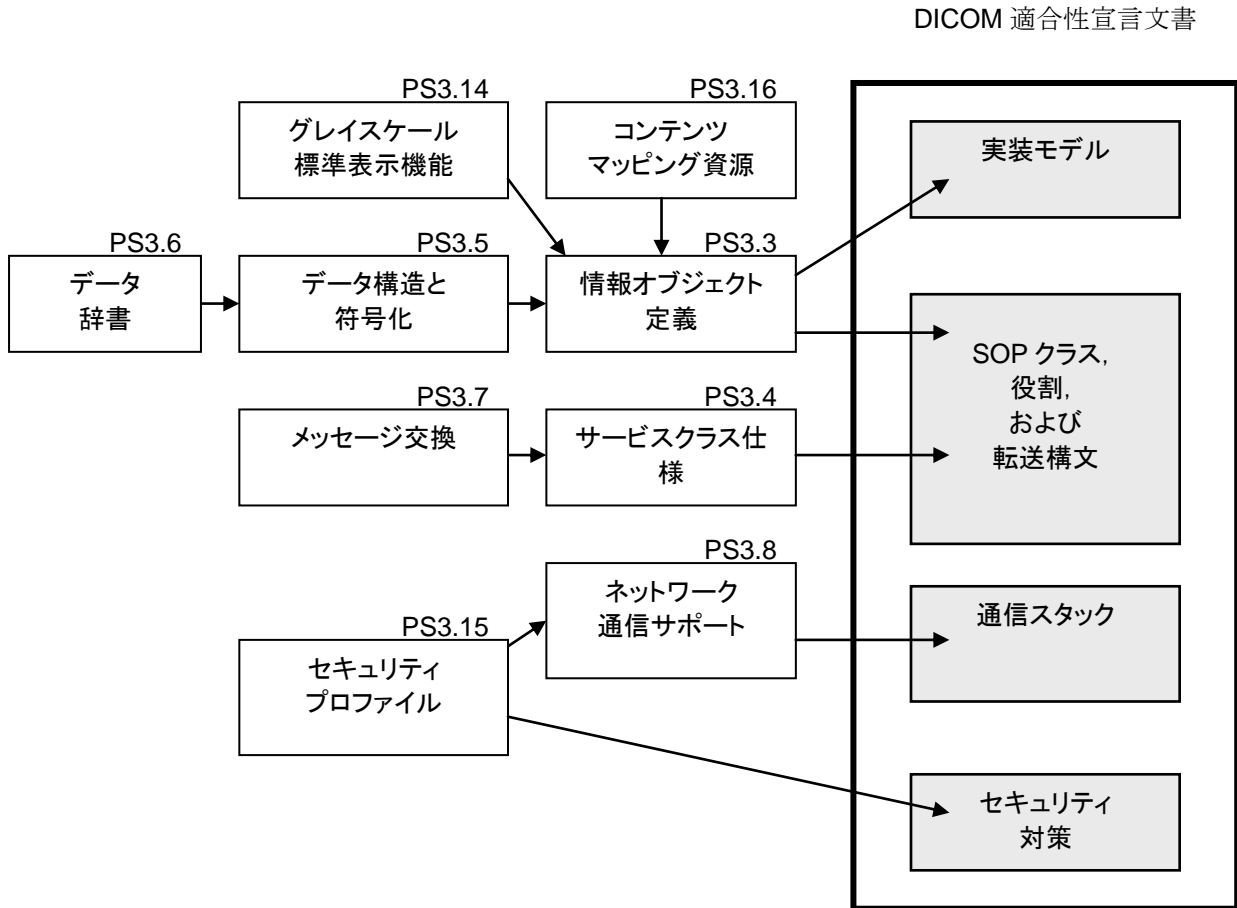 DICOM 適合性宣言文書
PS3.14
グレイスケール
標準表示機能
PS3.16
コンテンツ
マッピング資源
実装モデル
PS3.6
データ
辞書
PS3.5
データ構造と
符号化
PS3.3
情報オブジェクト
定義
SOP クラス,
役割,
および
転送構文
PS3.7
メッセージ交換
PS3.4
サービスクラス仕
様
PS3.8
ネットワーク
通信サポート
通信スタック
PS3.15
セキュリティ
プロファイル
セキュリティ
対策